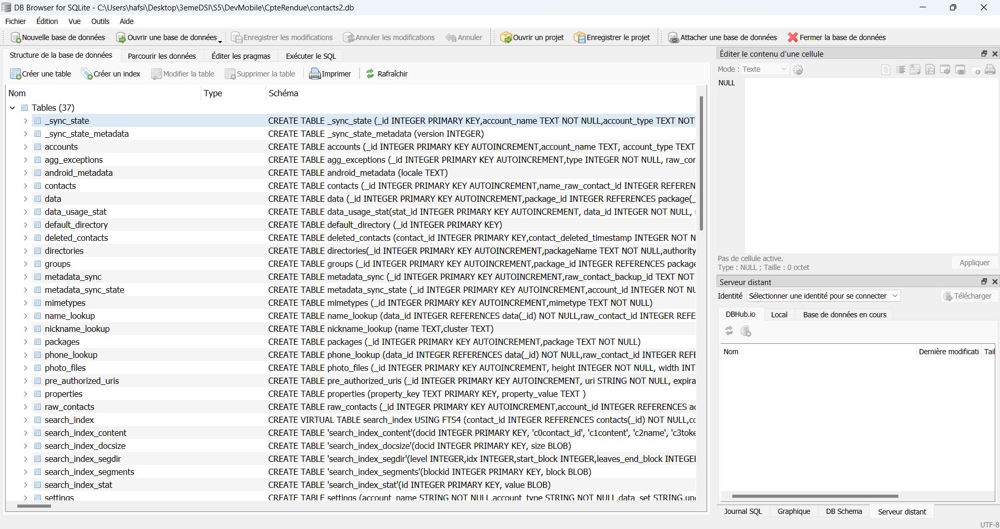 DB Browser for SQLite - C:\Users\hafsi\Desktop\3emeDSI\S5\DevMobile\CpteRendue\contacts2.db
Fichier Édition Vue Outils Aide
Nouvelle base de données Ouvrir une base de données Enregistrer les modifications Annuler les modifications Annuler Ouvrir un projet Enregistrer le projet Attacher une base de données Fermer la base de données
Structure de la base de données Parcourir les données Éditer les pragmas Exécuter le SQL
Créer une table Créer un index Modifier la table Supprimer la table Imprimer Rafraîchir
Nom Type Schéma
Tables (37)
_sync_state CREATE TABLE _sync_state (_id INTEGER PRIMARY KEY,account_name TEXT NOT NULL,account_type TEXT NOT
_sync_state_metadata CREATE TABLE _sync_state_metadata (version INTEGER)
accounts CREATE TABLE accounts (_id INTEGER PRIMARY KEY AUTOINCREMENT,account_name TEXT, account_type TEXT,
agg_exceptions CREATE TABLE agg_exceptions (_id INTEGER PRIMARY KEY AUTOINCREMENT,type INTEGER NOT NULL, raw_cor
android_metadata CREATE TABLE android_metadata (locale TEXT)
contacts CREATE TABLE contacts (_id INTEGER PRIMARY KEY AUTOINCREMENT,name_raw_contact_id INTEGER REFEREN
data CREATE TABLE data (_id INTEGER PRIMARY KEY AUTOINCREMENT,package_id INTEGER REFERENCES package(_
data_usage_stat CREATE TABLE data_usage_stat(stat_id INTEGER PRIMARY KEY AUTOINCREMENT, data_id INTEGER NOT NULL,
default_directory CREATE TABLE default_directory (_id INTEGER PRIMARY KEY)
deleted_contacts CREATE TABLE deleted_contacts (contact_id INTEGER PRIMARY KEY,contact_deleted_timestamp INTEGER NOT N
directories CREATE TABLE directories(_id INTEGER PRIMARY KEY AUTOINCREMENT,packageName TEXT NOT NULL,authority
groups CREATE TABLE groups (_id INTEGER PRIMARY KEY AUTOINCREMENT,package_id INTEGER REFERENCES package
metadata_sync CREATE TABLE metadata_sync (_id INTEGER PRIMARY KEY AUTOINCREMENT,raw_contact_backup_id TEXT NOT
metadata_sync_state CREATE TABLE metadata_sync_state (_id INTEGER PRIMARY KEY AUTOINCREMENT,account_id INTEGER NOT NU
mimetypes CREATE TABLE mimetypes (_id INTEGER PRIMARY KEY AUTOINCREMENT,mimetype TEXT NOT NULL)
name_lookup CREATE TABLE name_lookup (data_id INTEGER REFERENCES data(_id) NOT NULL,raw_contact_id INTEGER REFE
nickname_lookup CREATE TABLE nickname_lookup (name TEXT,cluster TEXT)
packages CREATE TABLE packages (_id INTEGER PRIMARY KEY AUTOINCREMENT,package TEXT NOT NULL)
phone_lookup CREATE TABLE phone_lookup (data_id INTEGER REFERENCES data(_id) NOT NULL,raw_contact_id INTEGER REFE
photo_files CREATE TABLE photo_files (_id INTEGER PRIMARY KEY AUTOINCREMENT, height INTEGER NOT NULL, width INT
pre_authorized_uris CREATE TABLE pre_authorized_uris (_id INTEGER PRIMARY KEY AUTOINCREMENT, uri STRING NOT NULL, expira
properties CREATE TABLE properties (property_key TEXT PRIMARY KEY, property_value TEXT )
raw_contacts CREATE TABLE raw_contacts (_id INTEGER PRIMARY KEY AUTOINCREMENT,account_id INTEGER REFERENCES ac
search_index CREATE VIRTUAL TABLE search_index USING FTS4 (contact_id INTEGER REFERENCES contacts(_id) NOT NULL,co
search_index_content CREATE TABLE 'search_index_content'(docid INTEGER PRIMARY KEY, 'c0contact_id', 'c1content', 'c2name', 'c3toke
search_index_docsize CREATE TABLE 'search_index_docsize'(docid INTEGER PRIMARY KEY, size BLOB)
search_index_segdir CREATE TABLE 'search_index_segdir'(level INTEGER,idx INTEGER,start_block INTEGER,leaves_end_block INTEGER
search_index_segments CREATE TABLE 'search_index_segments'(blockid INTEGER PRIMARY KEY, block BLOB)
search_index_stat CREATE TABLE 'search_index_stat'(id INTEGER PRIMARY KEY, value BLOB)
settings CREATE TABLE settings (account_name STRING NOT NULL,account_type STRING NOT NULL,data_set STRING,un
Éditer le contenu d'une cellule
Mode : Texte
NULL
Pas de cellule active.
Type : NULL ; Taille : 0 octet
Appliquer
Serveur distant
Identité Sélectionner une identité pour se connecter Télécharger
DBHub.io Local Base de données en cours
Nom Dernière modificati Tail
Journal SQL Graphique DB Schema Serveur distant
UTF-8